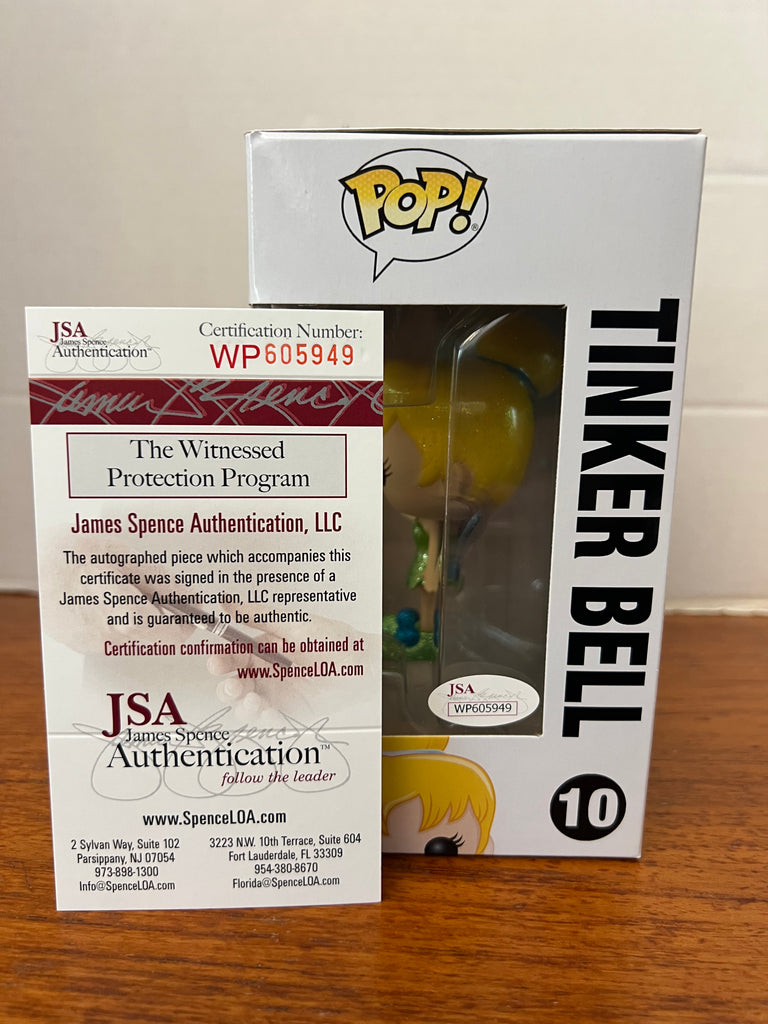 POP!
®
TINKER BELL
10
JSA
James Spence
Authentication™
Certification Number:
WP605949
James Spence
The Witnessed
Protection Program
James Spence Authentication, LLC
The autographed piece which accompanies this
certificate was signed in the presence of a
James Spence Authentication, LLC representative
and is guaranteed to be authentic.
Certification confirmation can be obtained at
www.SpenceLOA.com
JSA
James Spence
Authentication™
follow the leader
www.SpenceLOA.com
2 Sylvan Way, Suite 102
Parsippany, NJ 07054
973-898-1300
Info@SpenceLOA.com
3223 N.W. 10th Terrace, Suite 604
Fort Lauderdale, FL 33309
954-380-8670
Florida@SpenceLOA.com
JSA
WP605949